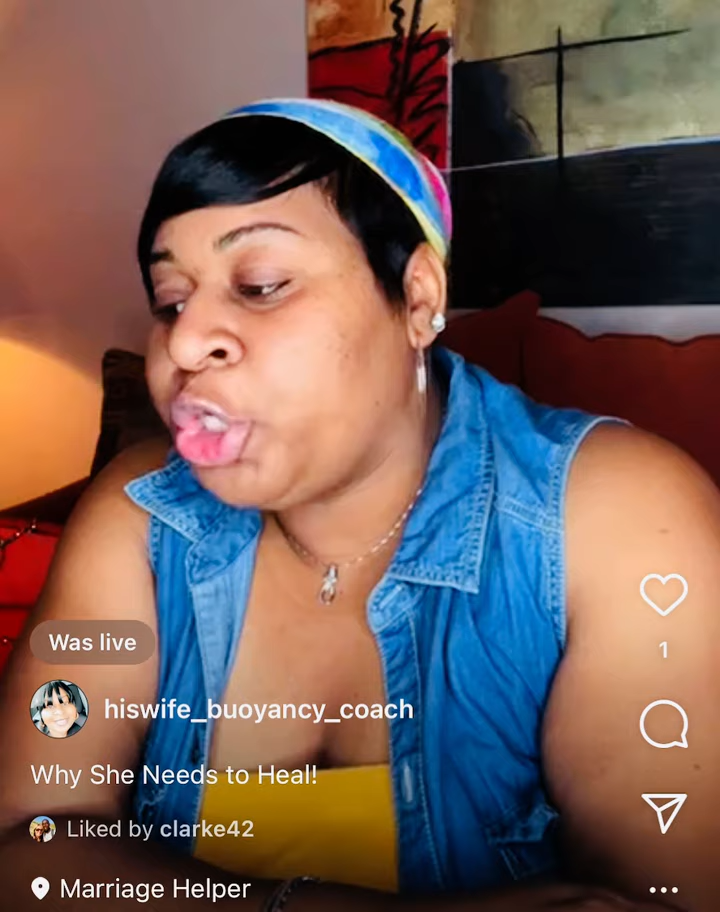 Was live
hiswife_buoyancy_coach
1
Why She Needs to Heal!
Liked by clarke42
Marriage Helper